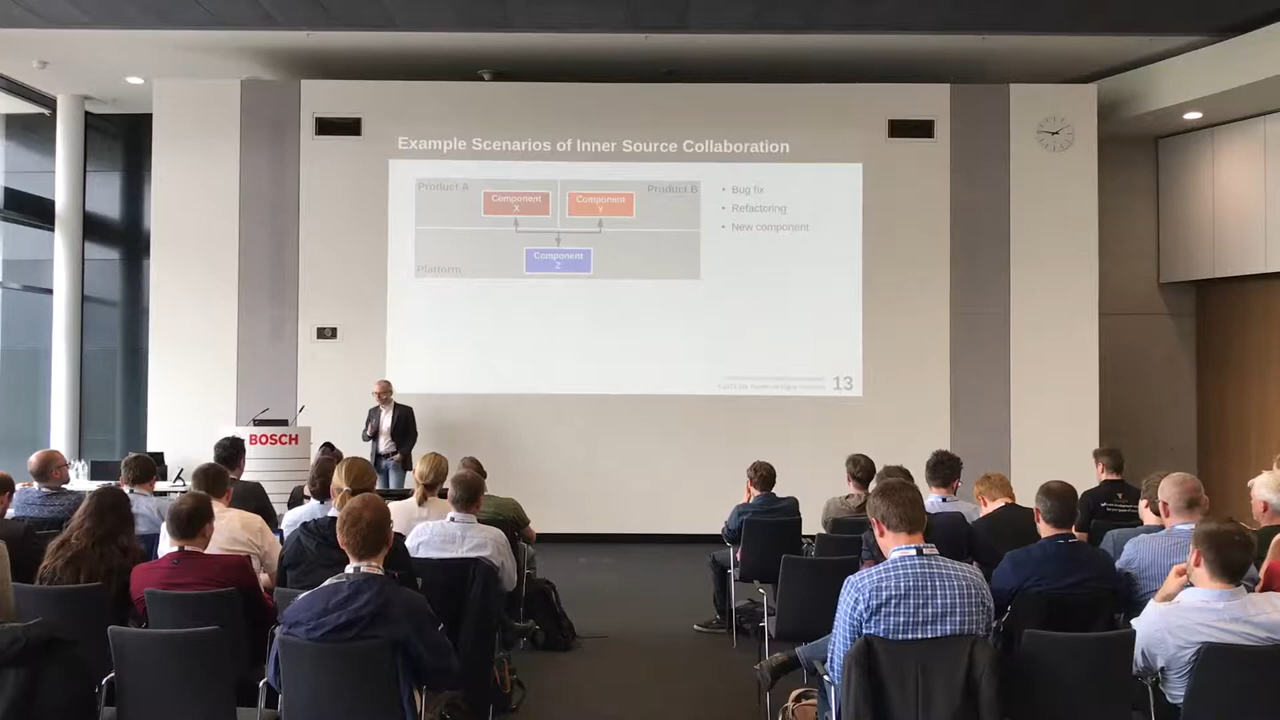 Example Scenarios of Inner Source Collaboration
Product A
Component
X
Component
Y
Product B
Component
Z
Platform
• Bug fix
• Refactoring
• New component
13
BOSCH